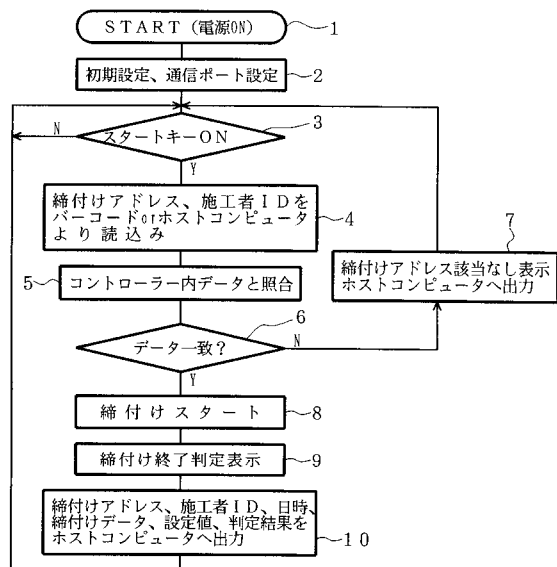 START(電源ON)
1
初期設定、通信ポート設定
2
スタートキーON
3
N
Y
締付けアドレス、施工者IDを
バーコードorホストコンピュータ
より読込み
4
5
コントローラー内データと照合
7
締付けアドレス該当なし表示
ホストコンピュータへ出力
6
データ一致?
N
Y
締付けスタート
8
締付け終了判定表示
9
締付けアドレス、施工者ID、日時、
締付けデータ、設定値、判定結果を
ホストコンピュータへ出力
10